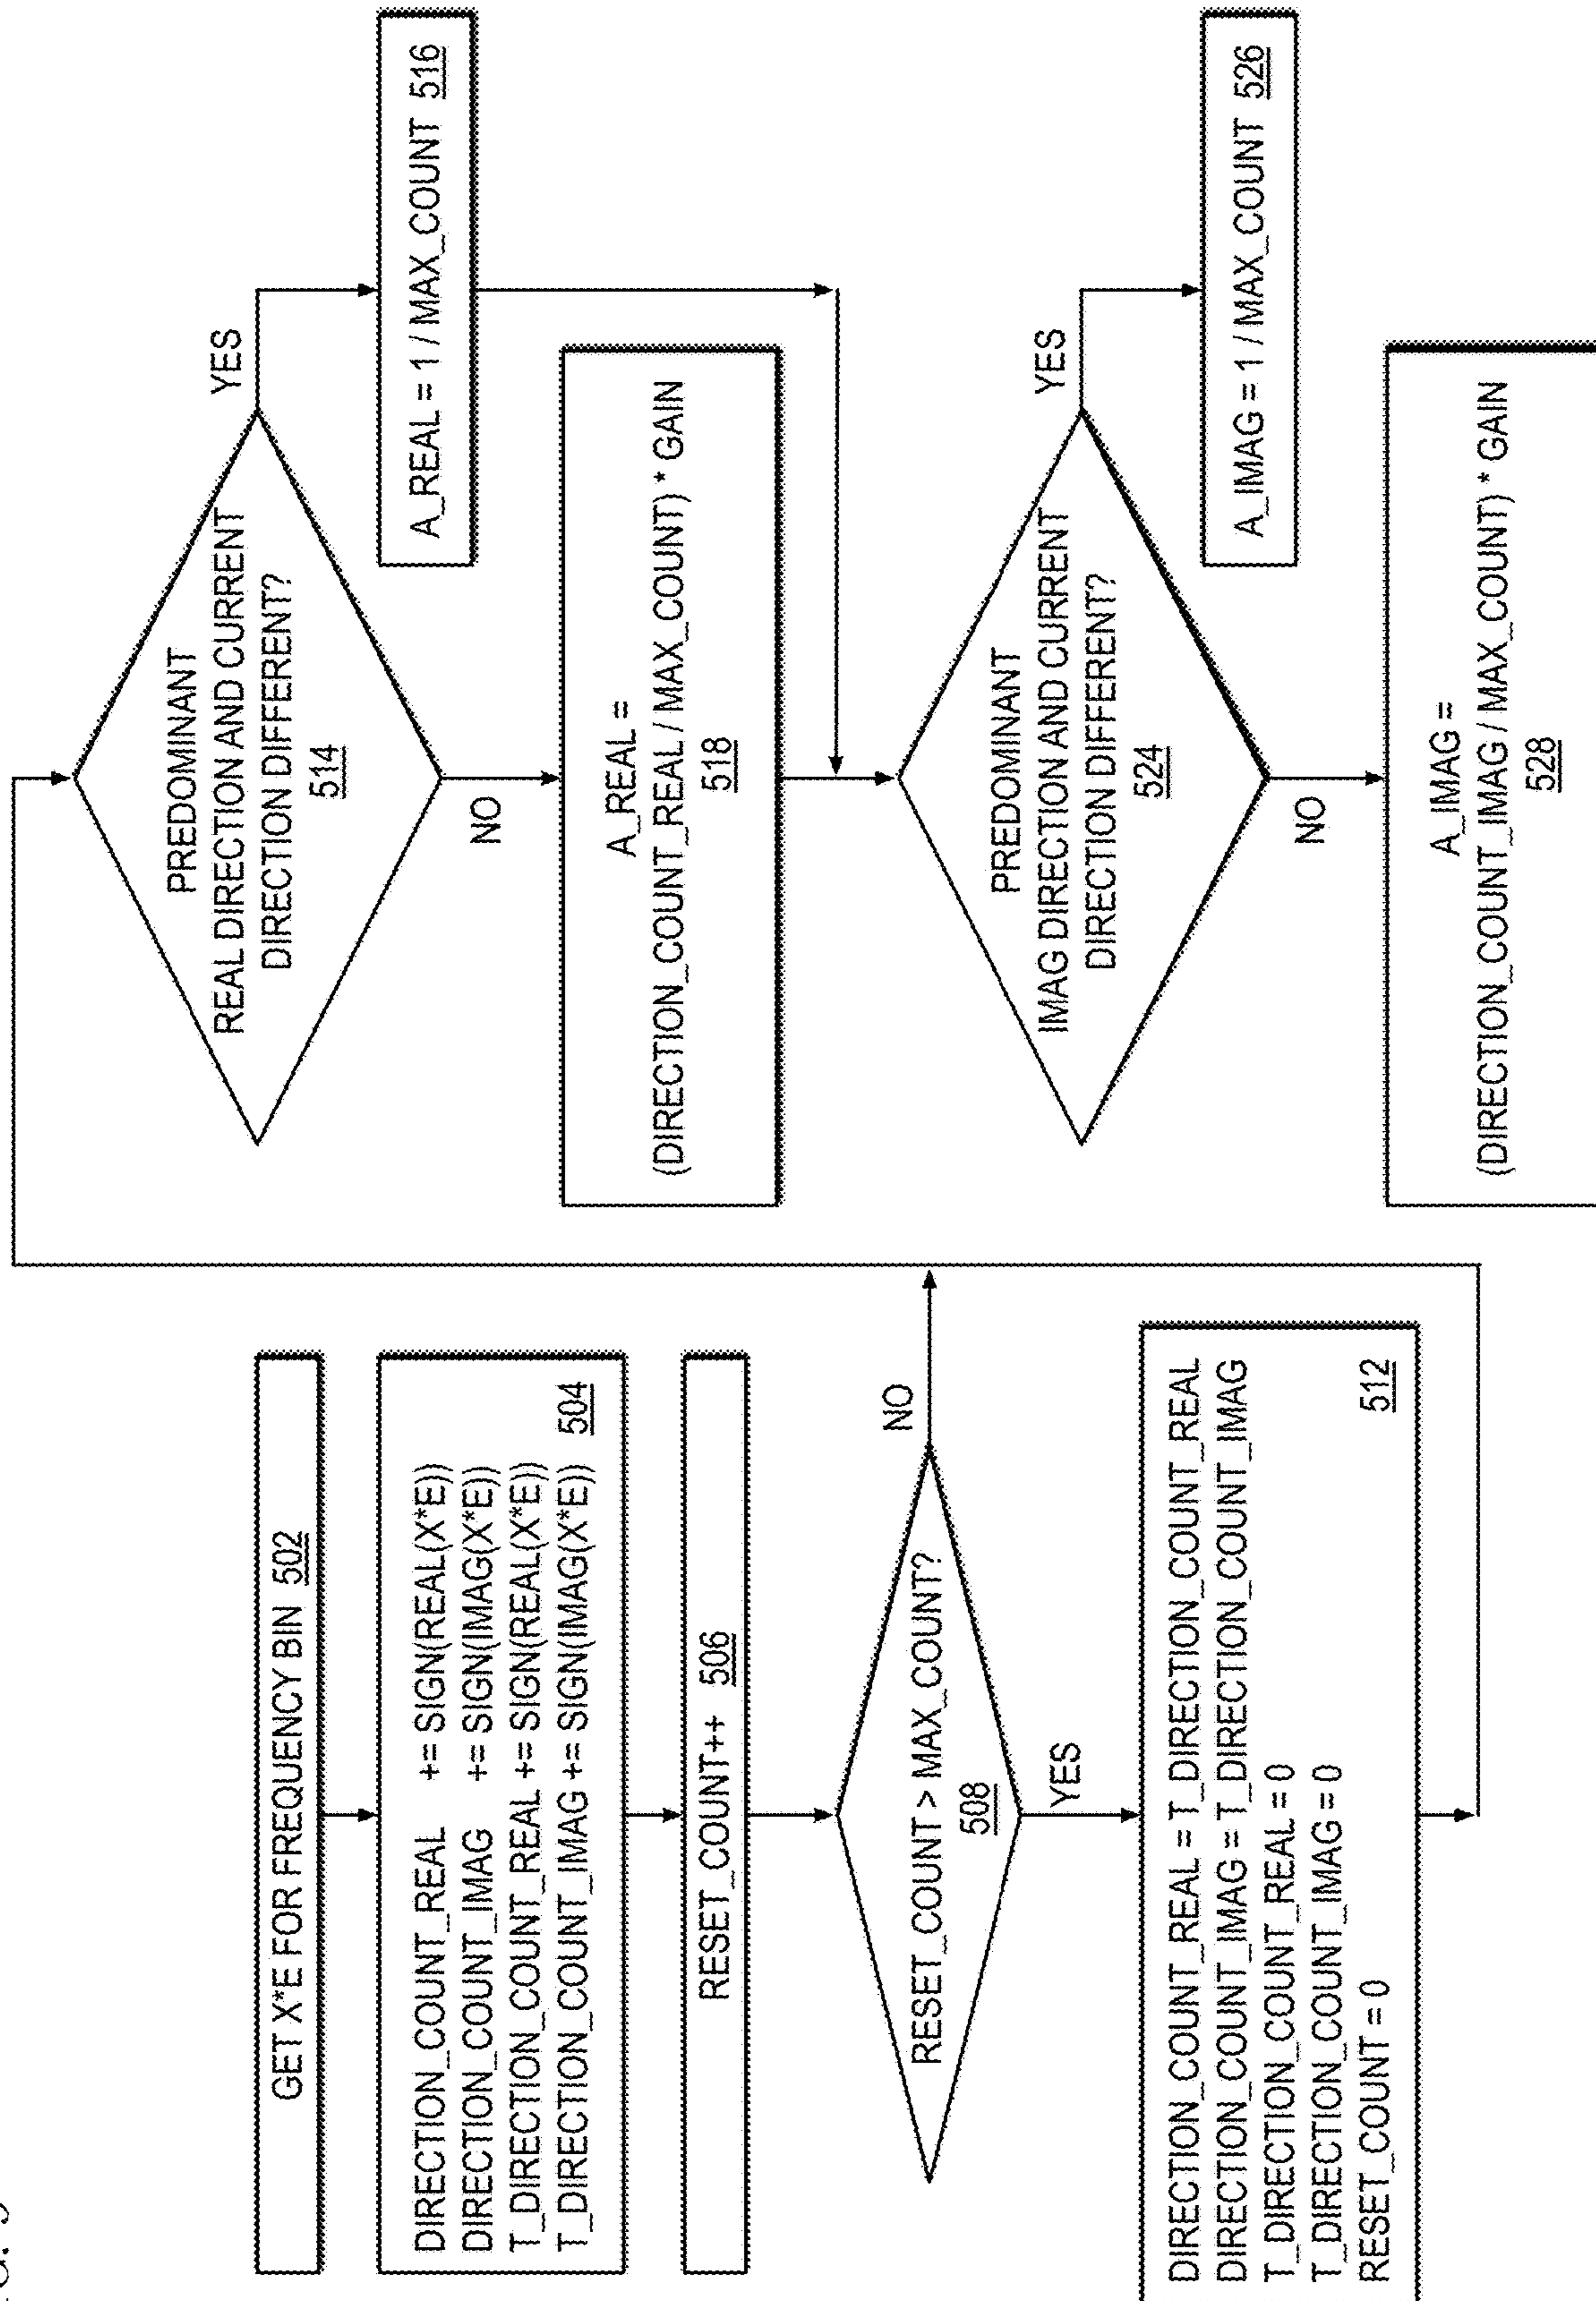 GET X*E FOR FREQUENCY BIN 502
DIRECTION_COUNT_REAL += SIGN(REAL(X*E))
DIRECTION_COUNT_IMAG += SIGN(IMAG(X*E))
T_DIRECTION_COUNT_REAL += SIGN(REAL(X*E))
T_DIRECTION_COUNT_IMAG += SIGN(IMAG(X*E)) 504
RESET_COUNT++ 506
RESET_COUNT > MAX_COUNT?
508
NO
YES
DIRECTION_COUNT_REAL = T_DIRECTION_COUNT_REAL
DIRECTION_COUNT_IMAG = T_DIRECTION_COUNT_IMAG
T_DIRECTION_COUNT_REAL = 0
T_DIRECTION_COUNT_IMAG = 0
RESET_COUNT = 0 512
PREDOMINANT
REAL DIRECTION AND CURRENT
DIRECTION DIFFERENT?
514
YES
NO
A_REAL = 1 / MAX_COUNT 516
A_REAL =
(DIRECTION_COUNT_REAL / MAX_COUNT) * GAIN
518
PREDOMINANT
IMAG DIRECTION AND CURRENT
DIRECTION DIFFERENT?
524
YES
NO
A_IMAG = 1 / MAX_COUNT 526
A_IMAG =
(DIRECTION_COUNT_IMAG / MAX_COUNT) * GAIN
528